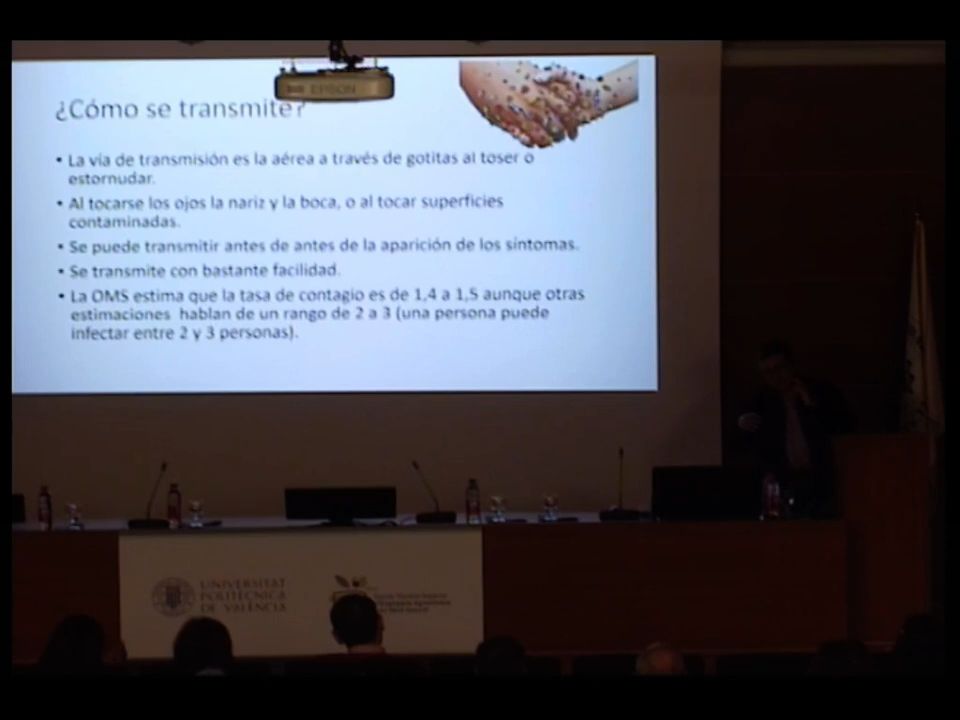 EPSON
¿Cómo se transmite?
• La vía de transmisión es la aérea a través de gotitas al toser o
estornudar.
• Al tocarse los ojos la nariz y la boca, o al tocar superficies
contaminadas.
• Se puede transmitir antes de antes de la aparición de los síntomas.
• Se transmite con bastante facilidad.
• La OMS estima que la tasa de contagio es de 1,4 a 1,5 aunque otras
estimaciones hablan de un rango de 2 a 3 (una persona puede
infectar entre 2 y 3 personas).
UNIVERSITAT
POLITÈCNICA
DE VALÈNCIA